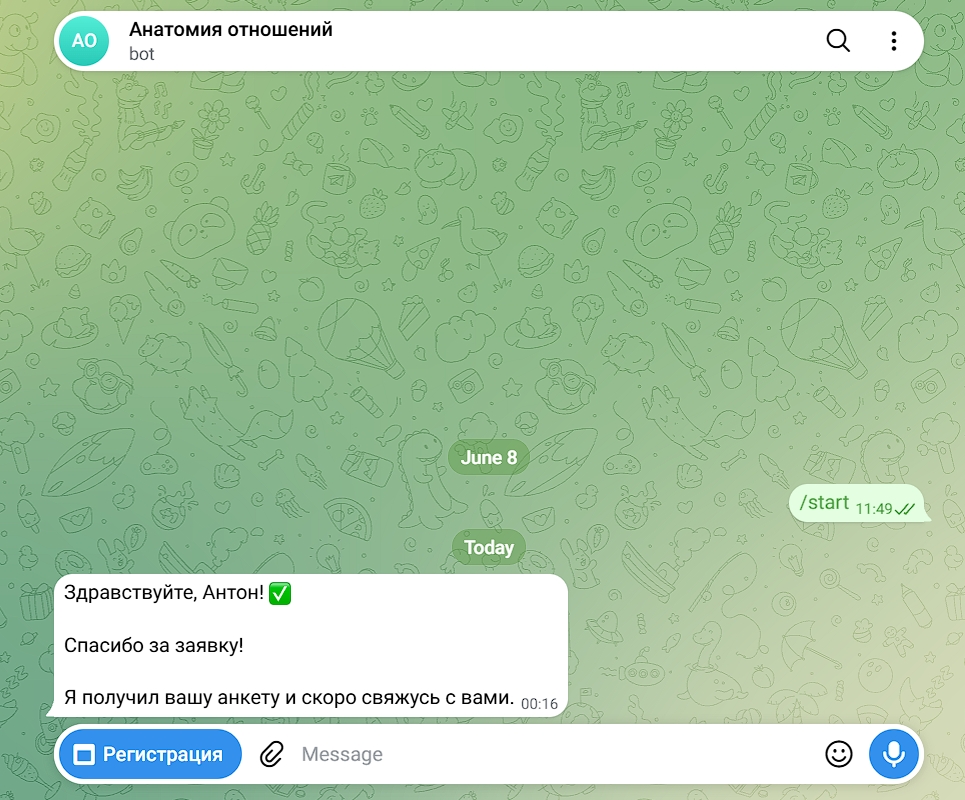 АО
Анатомия отношений
bot
June 8
/start 11:49
Today
Здравствуйте, Антон! ✅
Спасибо за заявку!
Я получил вашу анкету и скоро свяжусь с вами. 00:16
Регистрация
Message